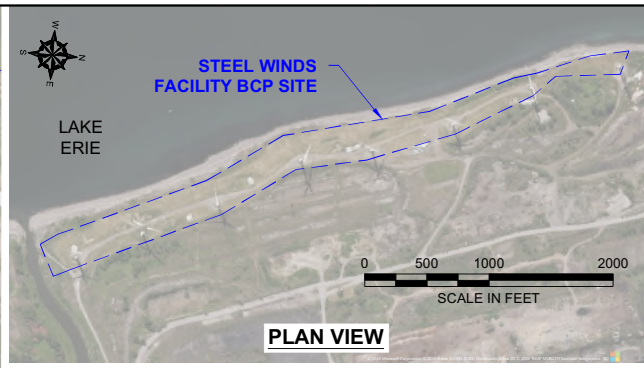 W
S N
E
STEEL WINDS
FACILITY BCP SITE
LAKE
ERIE
0 500 1000 2000
SCALE IN FEET
PLAN VIEW